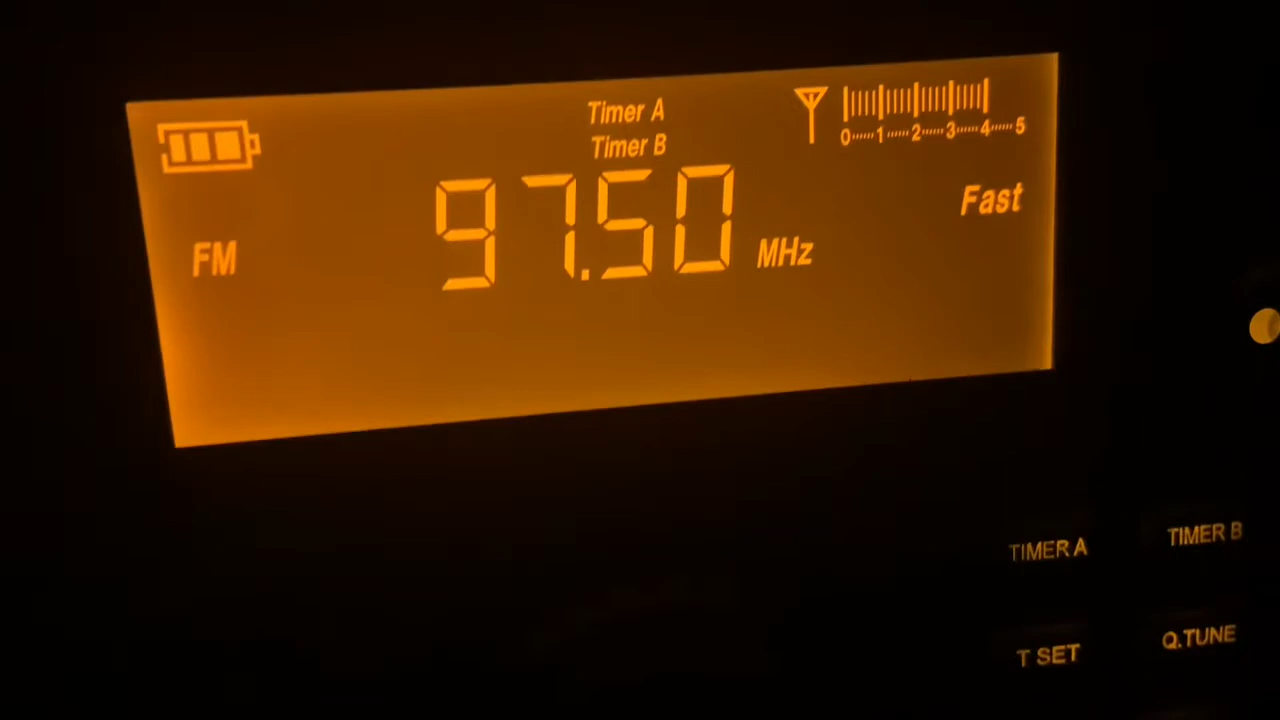 Timer A
Timer B
0 1 2 3 4 5
Fast
FM 97.50 MHz
TIMER A TIMER B
T SET Q.TUNE